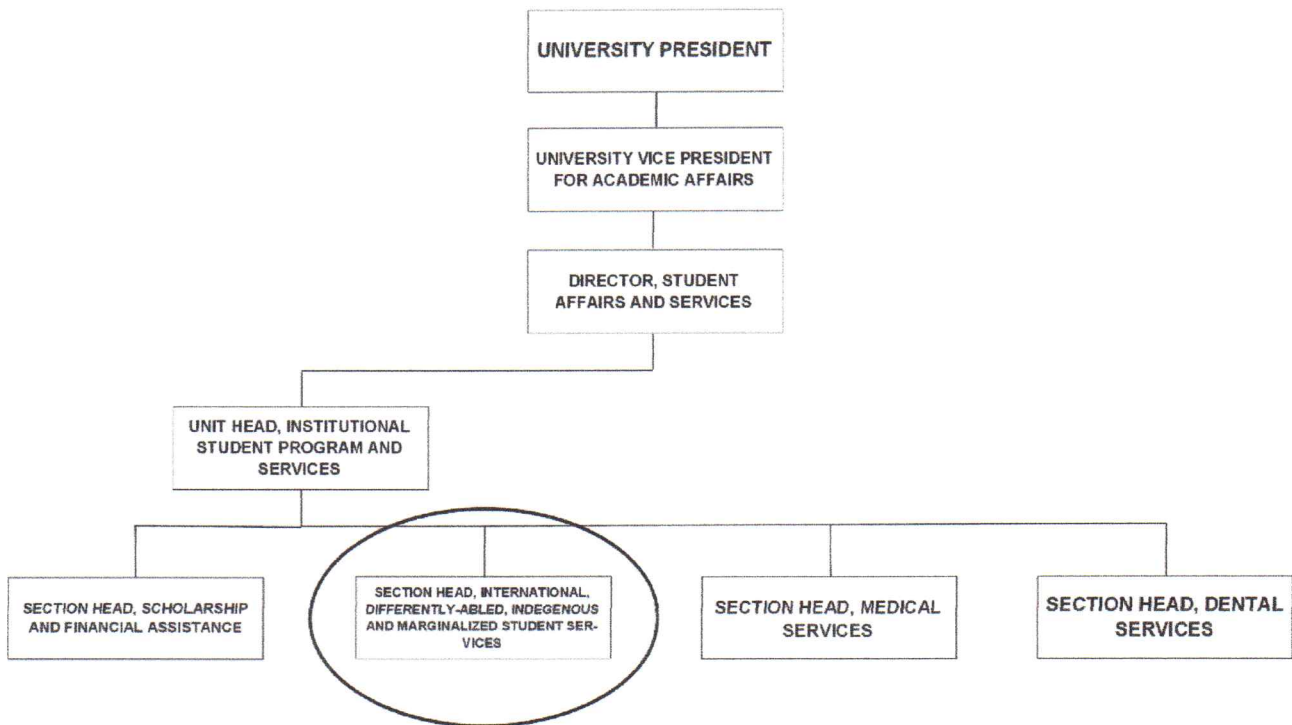 UNIVERSITY PRESIDENT
UNIVERSITY VICE PRESIDENT
FOR ACADEMIC AFFAIRS
DIRECTOR, STUDENT
AFFAIRS AND SERVICES
UNIT HEAD, INSTITUTIONAL
STUDENT PROGRAM AND
SERVICES
SECTION HEAD, SCHOLARSHIP
AND FINANCIAL ASSISTANCE
SECTION HEAD, INTERNATIONAL,
DIFFERENTLY-ABLED, INDEGENOUS
AND MARGINALIZED STUDENT SER-
VICES
SECTION HEAD, MEDICAL
SERVICES
SECTION HEAD, DENTAL
SERVICES